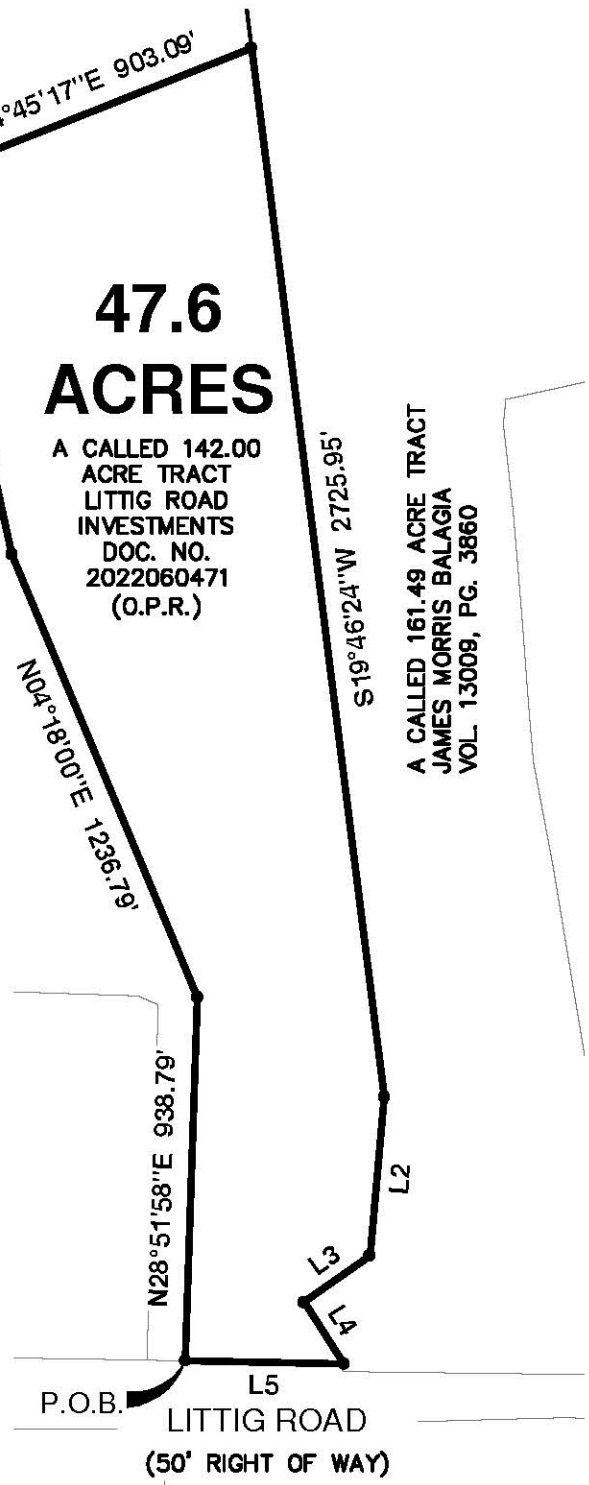 °45'17"E 903.09'
47.6
ACRES
A CALLED 142.00
ACRE TRACT
LITTIG ROAD
INVESTMENTS
DOC. NO.
2022060471
(O.P.R.)
S19°46'24"W 2725.95'
A CALLED 161.49 ACRE TRACT
JAMES MORRIS BALAGIA
VOL. 13009, PG. 3860
N04°18'00"E 1236.79'
N28°51'58"E 938.79'
L2
L3
L4
L5
P.O.B.
LITTIG ROAD
(50' RIGHT OF WAY)